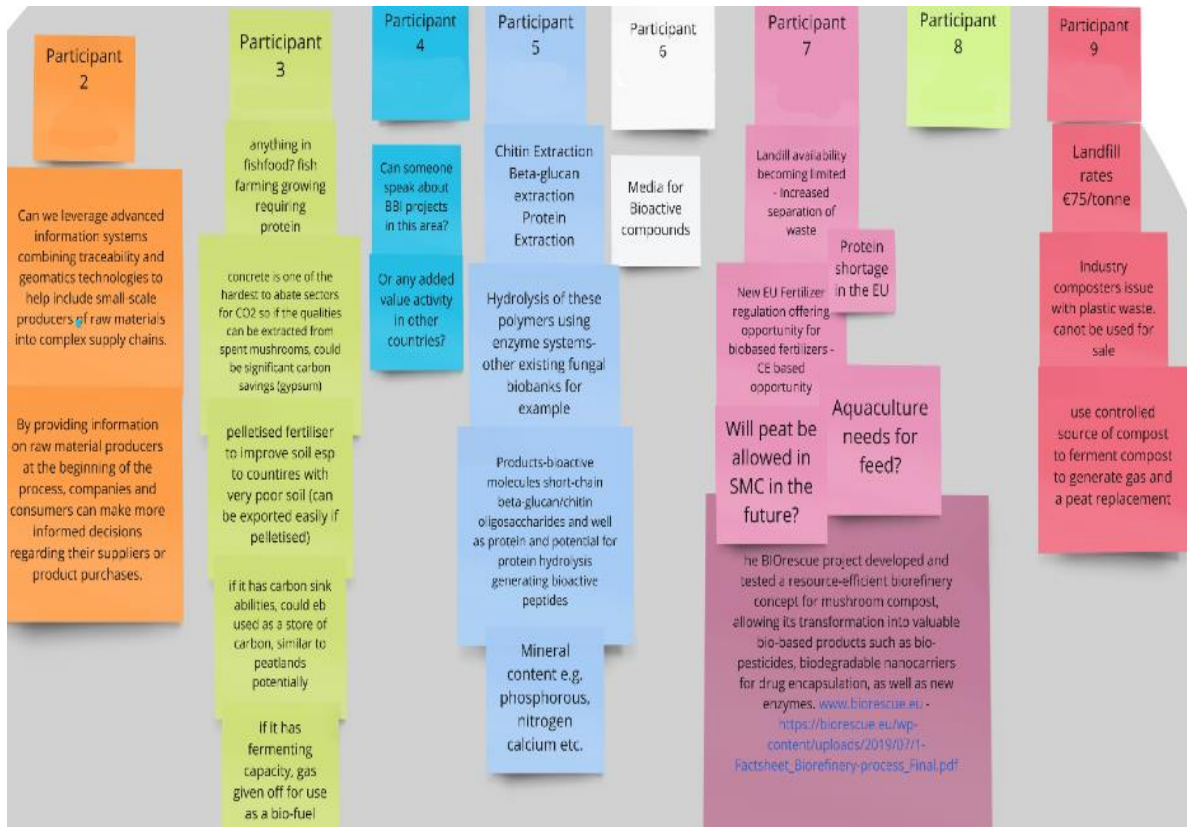 Participant
2
Can we leverage advanced
information systems
combining traceability and
geomatics technologies to
help include small-scale
producers of raw materials
into complex supply chains.
By providing information
on raw material producers
at the beginning of the
process, companies and
consumers can make more
informed decisions
regarding their suppliers or
product purchases.
Participant
3
anything in
fishfood? fish
farming growing
requiring
protein
concrete is one of the
hardest to abate sectors
for CO2 so if the qualities
can be extracted from
spent mushrooms, could
be significant carbon
savings (gypsum)
pelletised fertiliser
to improve soil esp
to countires with
very poor soil (can
be exported easily if
pelletised)
if it has carbon sink
abilities, could eb
used as a store of
carbon, similar to
peatlands
potentially
if it has
fermenting
capacity, gas
given off for use
as a bio-fuel
Participant
4
Can someone
speak about
BBI projects
in this area?
Or any added
value activity
in other
countries?
Participant
5
Chitin Extraction
Beta-glucan
extraction
Protein
Extraction
Hydrolysis of these
polymers using
enzyme systems-
other existing fungal
biobanks for
example
Products-bioactive
molecules short-chain
beta-glucan/chitin
oligosaccharides and well
as protein and potential for
protein hydrolysis
generating bioactive
peptides
Mineral
content e.g.
phosphorous,
nitrogen
calcium etc.
Participant
6
Media for
Bioactive
compounds
Participant
7
Landill availability
becoming limited
- Increased
separation of
waste
Protein
shortage
in the EU
New EU Fertilizer
regulation offering
opportunity for
biobased fertilizers -
CE based
opportunity
Will peat be
allowed in
SMC in the
future?
Aquaculture
needs for
feed?
he BIOrescue project developed and
tested a resource-efficient biorefinery
concept for mushroom compost,
allowing its transformation into valuable
bio-based products such as bio-
pesticides, biodegradable nanocarriers
for drug encapsulation, as well as new
enzymes. www.biorescue.eu -
https://biorescue.eu/wp-
content/uploads/2019/07/1-
Factsheet_Biorefinery-process_Final.pdf
Participant
8
Participant
9
Landfill
rates
€75/tonne
Industry
composters issue
with plastic waste.
canot be used for
sale
use controlled
source of compost
to ferment compost
to generate gas and
a peat replacement